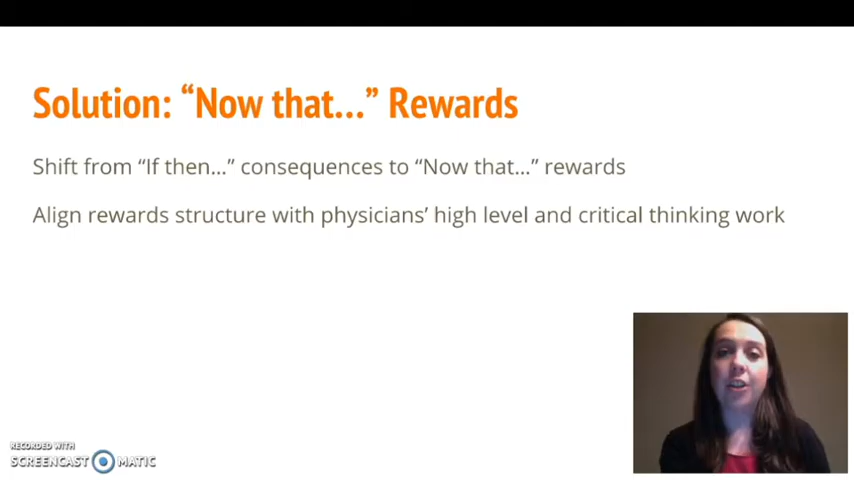 Solution: “Now that...” Rewards
Shift from “If then...” consequences to “Now that...” rewards
Align rewards structure with physicians’ high level and critical thinking work
RECORDED WITH
SCREENCAST MATIC